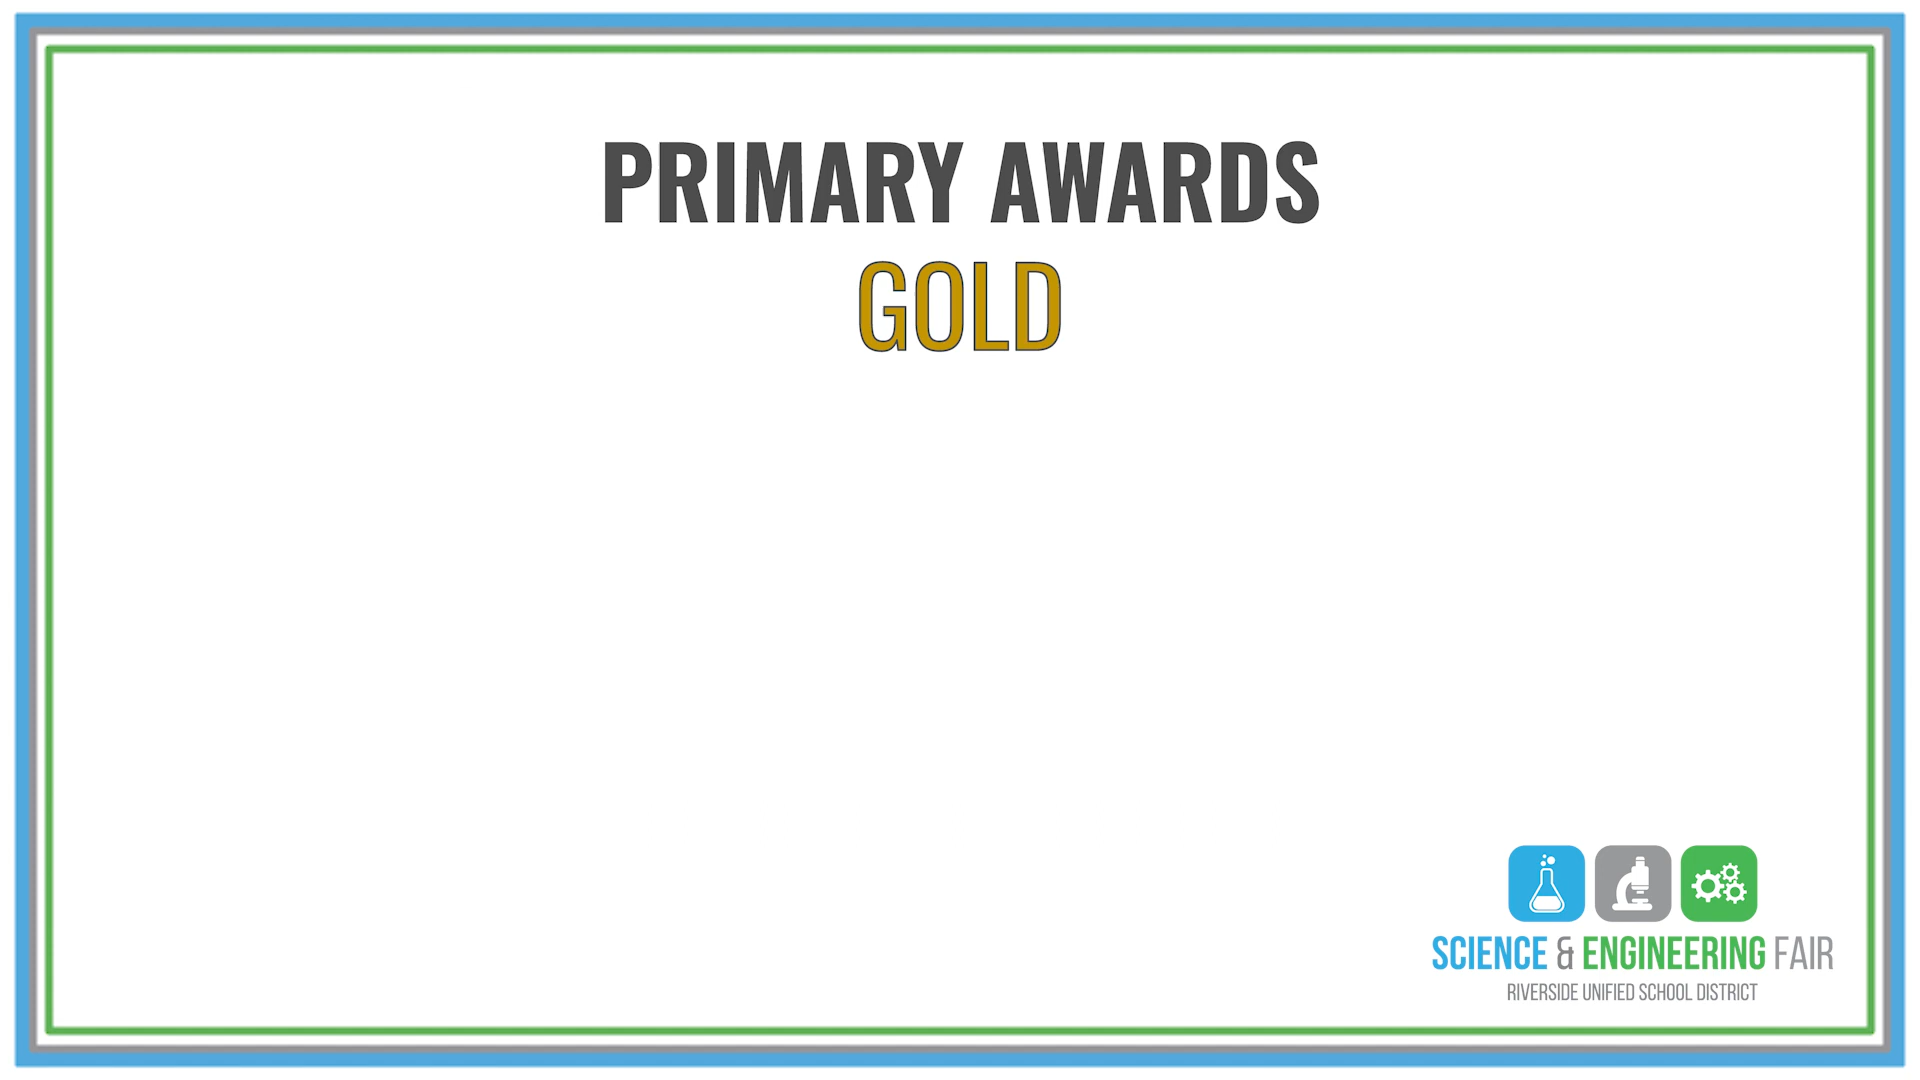 PRIMARY AWARDS
GOLD
SCIENCE & ENGINEERING FAIR
RIVERSIDE UNIFIED SCHOOL DISTRICT